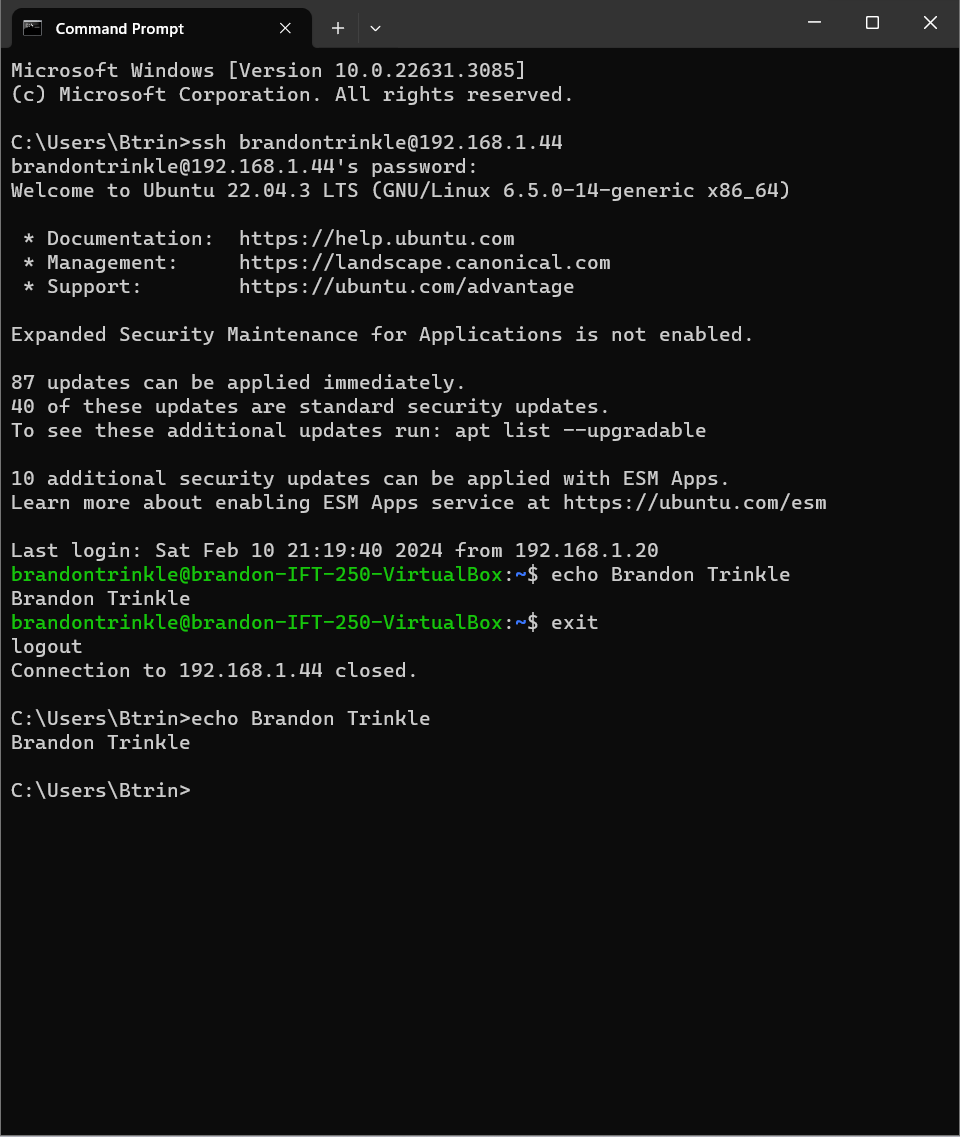 Command Prompt
Microsoft Windows [Version 10.0.22631.3085]
(c) Microsoft Corporation. All rights reserved.
C:\Users\Btrin>ssh brandontrinkle@192.168.1.44
brandontrinkle@192.168.1.44's password:
Welcome to Ubuntu 22.04.3 LTS (GNU/Linux 6.5.0-14-generic x86_64)
* Documentation:  https://help.ubuntu.com
* Management:     https://landscape.canonical.com
* Support:        https://ubuntu.com/advantage
Expanded Security Maintenance for Applications is not enabled.
87 updates can be applied immediately.
40 of these updates are standard security updates.
To see these additional updates run: apt list --upgradable
10 additional security updates can be applied with ESM Apps.
Learn more about enabling ESM Apps service at https://ubuntu.com/esm
Last login: Sat Feb 10 21:19:40 2024 from 192.168.1.20
brandontrinkle@brandon-IFT-250-VirtualBox:~$ echo Brandon Trinkle
Brandon Trinkle
brandontrinkle@brandon-IFT-250-VirtualBox:~$ exit
logout
Connection to 192.168.1.44 closed.
C:\Users\Btrin>echo Brandon Trinkle
Brandon Trinkle
C:\Users\Btrin>